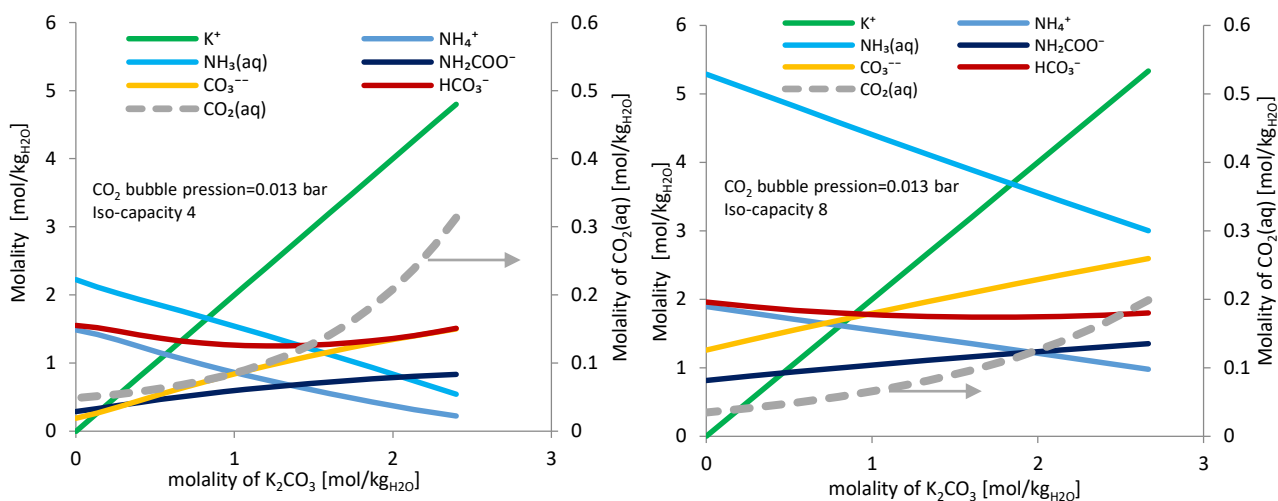 6
5
4
3
2
1
0
Molality [mol/kgH2O]
K⁺
NH₄⁺
NH₃(aq)
NH₂COO⁻
CO₃⁻⁻
HCO₃⁻
CO₂(aq)
CO₂ bubble pression=0.013 bar
Iso-capacity 4
0.6
0.5
0.4
0.3
0.2
0.1
0
Molality of CO₂(aq) [mol/kgH2O]
0
1
2
3
molality of K₂CO₃ [mol/kgH2O]
6
5
4
3
2
1
0
Molality [mol/kgH2O]
K⁺
NH₄⁺
NH₃(aq)
NH₂COO⁻
CO₃⁻⁻
HCO₃⁻
CO₂(aq)
CO₂ bubble pression=0.013 bar
Iso-capacity 8
0.6
0.5
0.4
0.3
0.2
0.1
0
Molality of CO₂(aq) [mol/kgH2O]
0
1
2
3
molality of K₂CO₃ [mol/kgH2O]